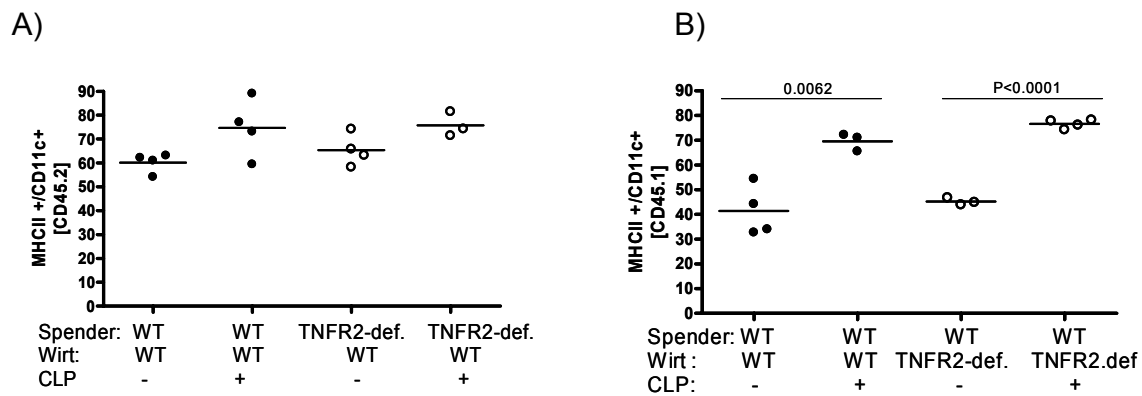 A)
90
80
70
60
50
40
30
20
10
0
MHCII +/CD11c+
[CD45.2]
Spender: WT WT TNFR2-def. TNFR2-def.
Wirt: WT WT WT WT
CLP - + - +
B)
0.0062 P<0.0001
90
80
70
60
50
40
30
20
10
0
MHCII +/CD11c+
[CD45.1]
Spender: WT WT WT WT
Wirt : WT WT TNFR2-def. TNFR2.def
CLP : - + - +